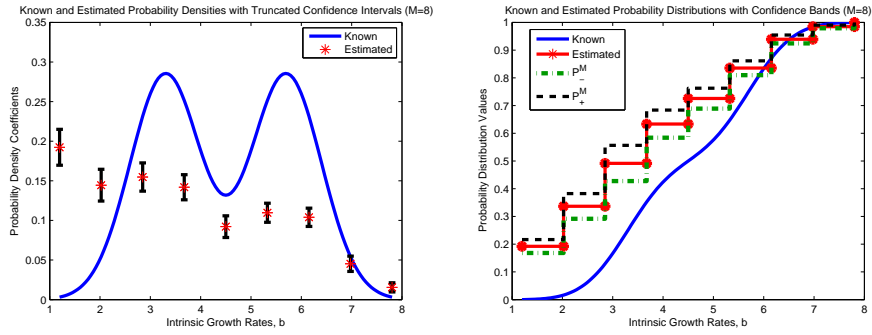 Known and Estimated Probability Densities with Truncated Confidence Intervals (M=8)
Known
Estimated
Probability Density Coefficients
0.35
0.3
0.25
0.2
0.15
0.1
0.05
0
1 2 3 4 5 6 7 8
Intrinsic Growth Rates, b
Known and Estimated Probability Distributions with Confidence Bands (M=8)
Known
Estimated
P_-^M
P_+^M
Probability Distribution Values
1
0.9
0.8
0.7
0.6
0.5
0.4
0.3
0.2
0.1
0
1 2 3 4 5 6 7 8
Intrinsic Growth Rates, b